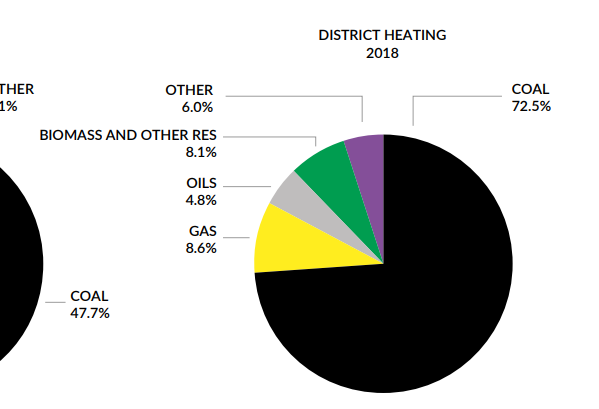 DISTRICT HEATING
2018
THER
1%
OTHER
6.0%
COAL
72.5%
BIOMASS AND OTHER RES
8.1%
OILS
4.8%
GAS
8.6%
COAL
47.7%